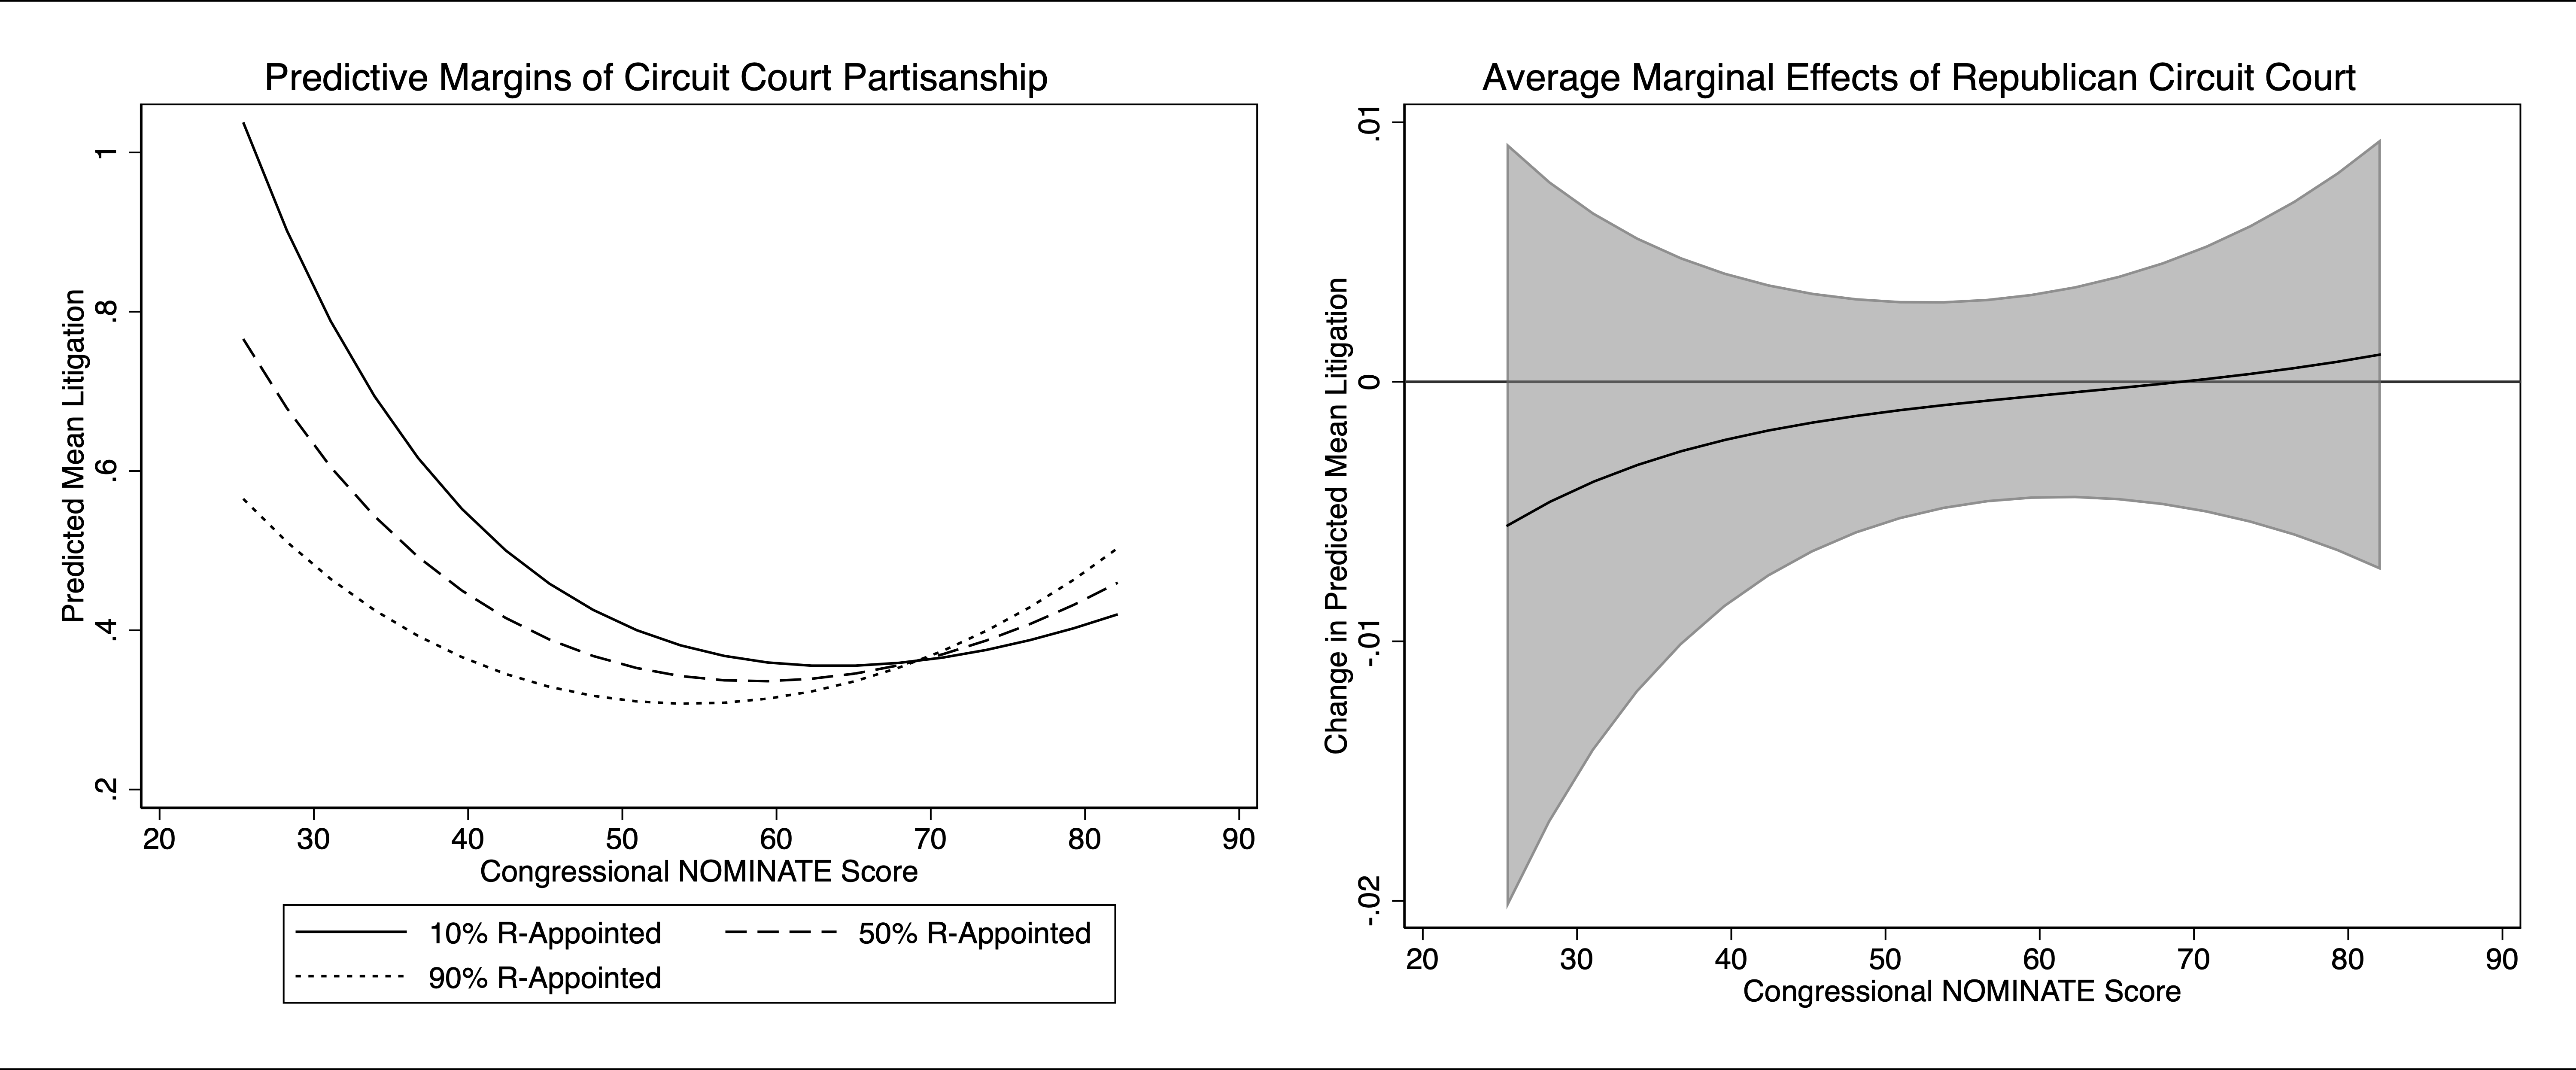 Predictive Margins of Circuit Court Partisanship
Predicted Mean Litigation
1
.8
.6
.4
.2
20 30 40 50 60 70 80 90
Congressional NOMINATE Score
10% R-Appointed 50% R-Appointed
90% R-Appointed
Average Marginal Effects of Republican Circuit Court
Change in Predicted Mean Litigation
.01
0
-.01
-.02
20 30 40 50 60 70 80 90
Congressional NOMINATE Score